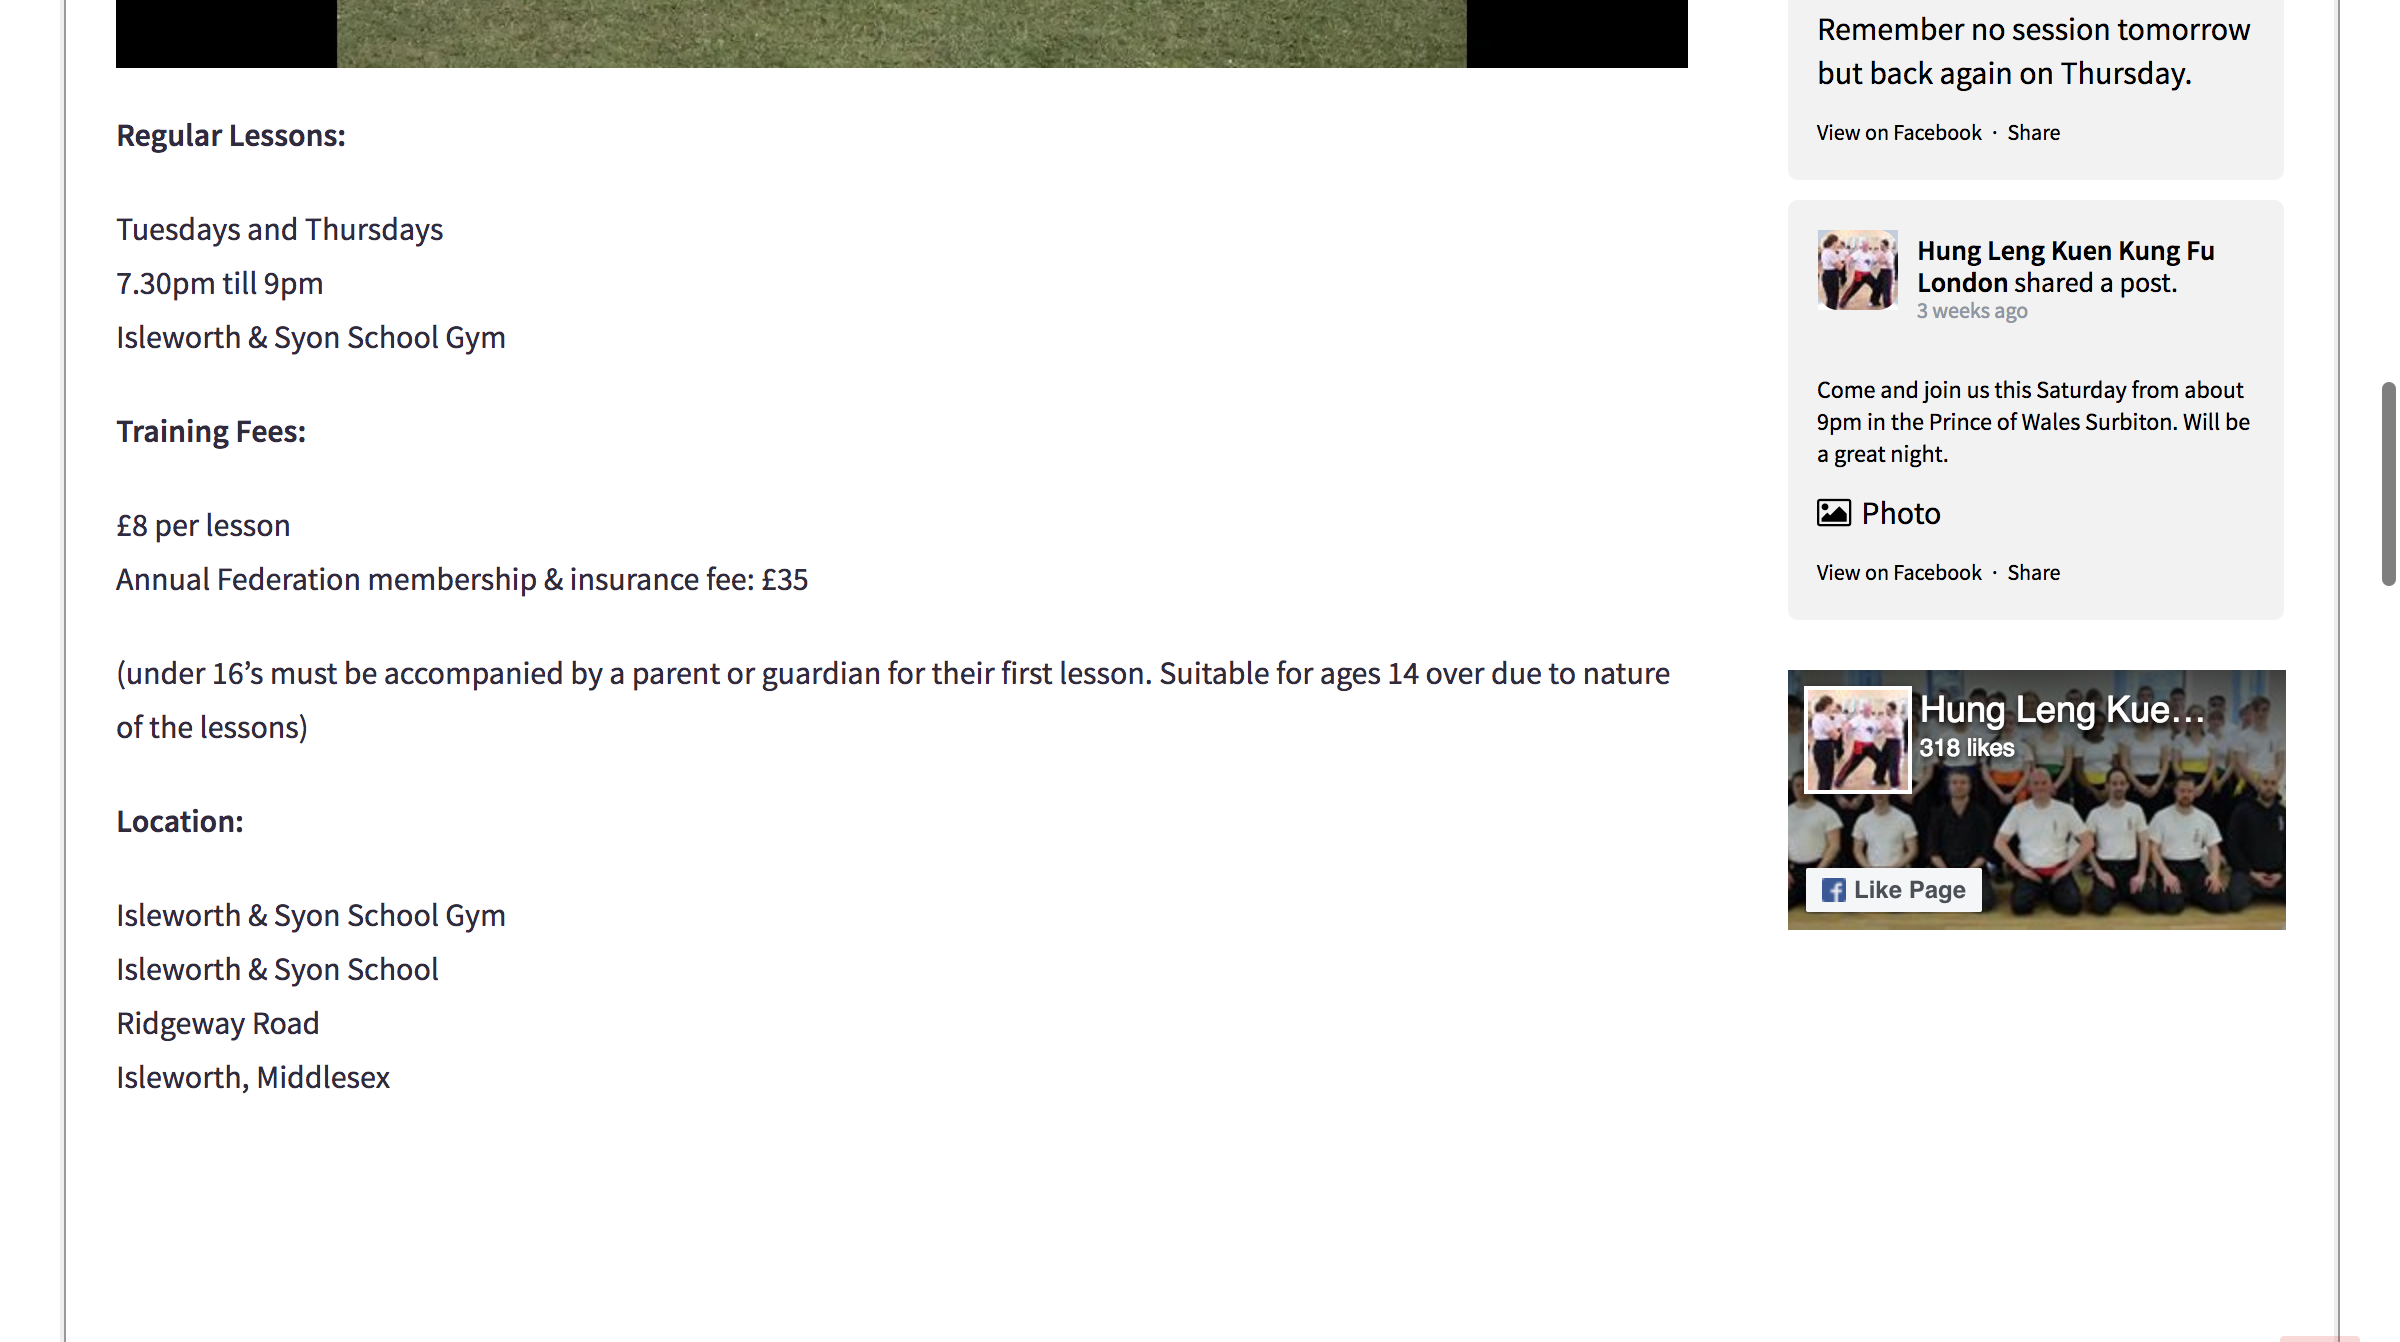 Regular Lessons:
Tuesdays and Thursdays
7.30pm till 9pm
Isleworth & Syon School Gym
Training Fees:
£8 per lesson
Annual Federation membership & insurance fee: £35
(under 16’s must be accompanied by a parent or guardian for their first lesson. Suitable for ages 14 over due to nature
of the lessons)
Location:
Isleworth & Syon School Gym
Isleworth & Syon School
Ridgeway Road
Isleworth, Middlesex
Remember no session tomorrow
but back again on Thursday.
View on Facebook · Share
Hung Leng Kuen Kung Fu
London shared a post.
3 weeks ago
Come and join us this Saturday from about
9pm in the Prince of Wales Surbiton. Will be
a great night.
Photo
View on Facebook · Share
Hung Leng Kue...
318 likes
Like Page